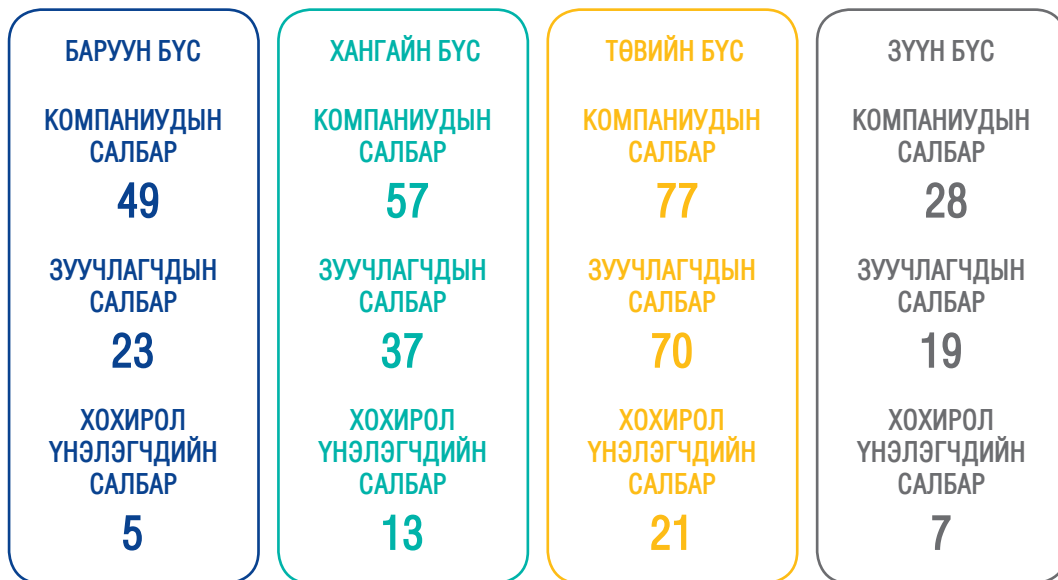 БАРУУН БҮС
КОМПАНИУДЫН
САЛБАР
49
ЗУУЧЛАГЧДЫН
САЛБАР
23
ХОХИРОЛ
ҮНЭЛЭГЧДИЙН
САЛБАР
5
ХАНГАЙН БҮС
КОМПАНИУДЫН
САЛБАР
57
ЗУУЧЛАГЧДЫН
САЛБАР
37
ХОХИРОЛ
ҮНЭЛЭГЧДИЙН
САЛБАР
13
ТӨВИЙН БҮС
КОМПАНИУДЫН
САЛБАР
77
ЗУУЧЛАГЧДЫН
САЛБАР
70
ХОХИРОЛ
ҮНЭЛЭГЧДИЙН
САЛБАР
21
ЗҮҮН БҮС
КОМПАНИУДЫН
САЛБАР
28
ЗУУЧЛАГЧДЫН
САЛБАР
19
ХОХИРОЛ
ҮНЭЛЭГЧДИЙН
САЛБАР
7